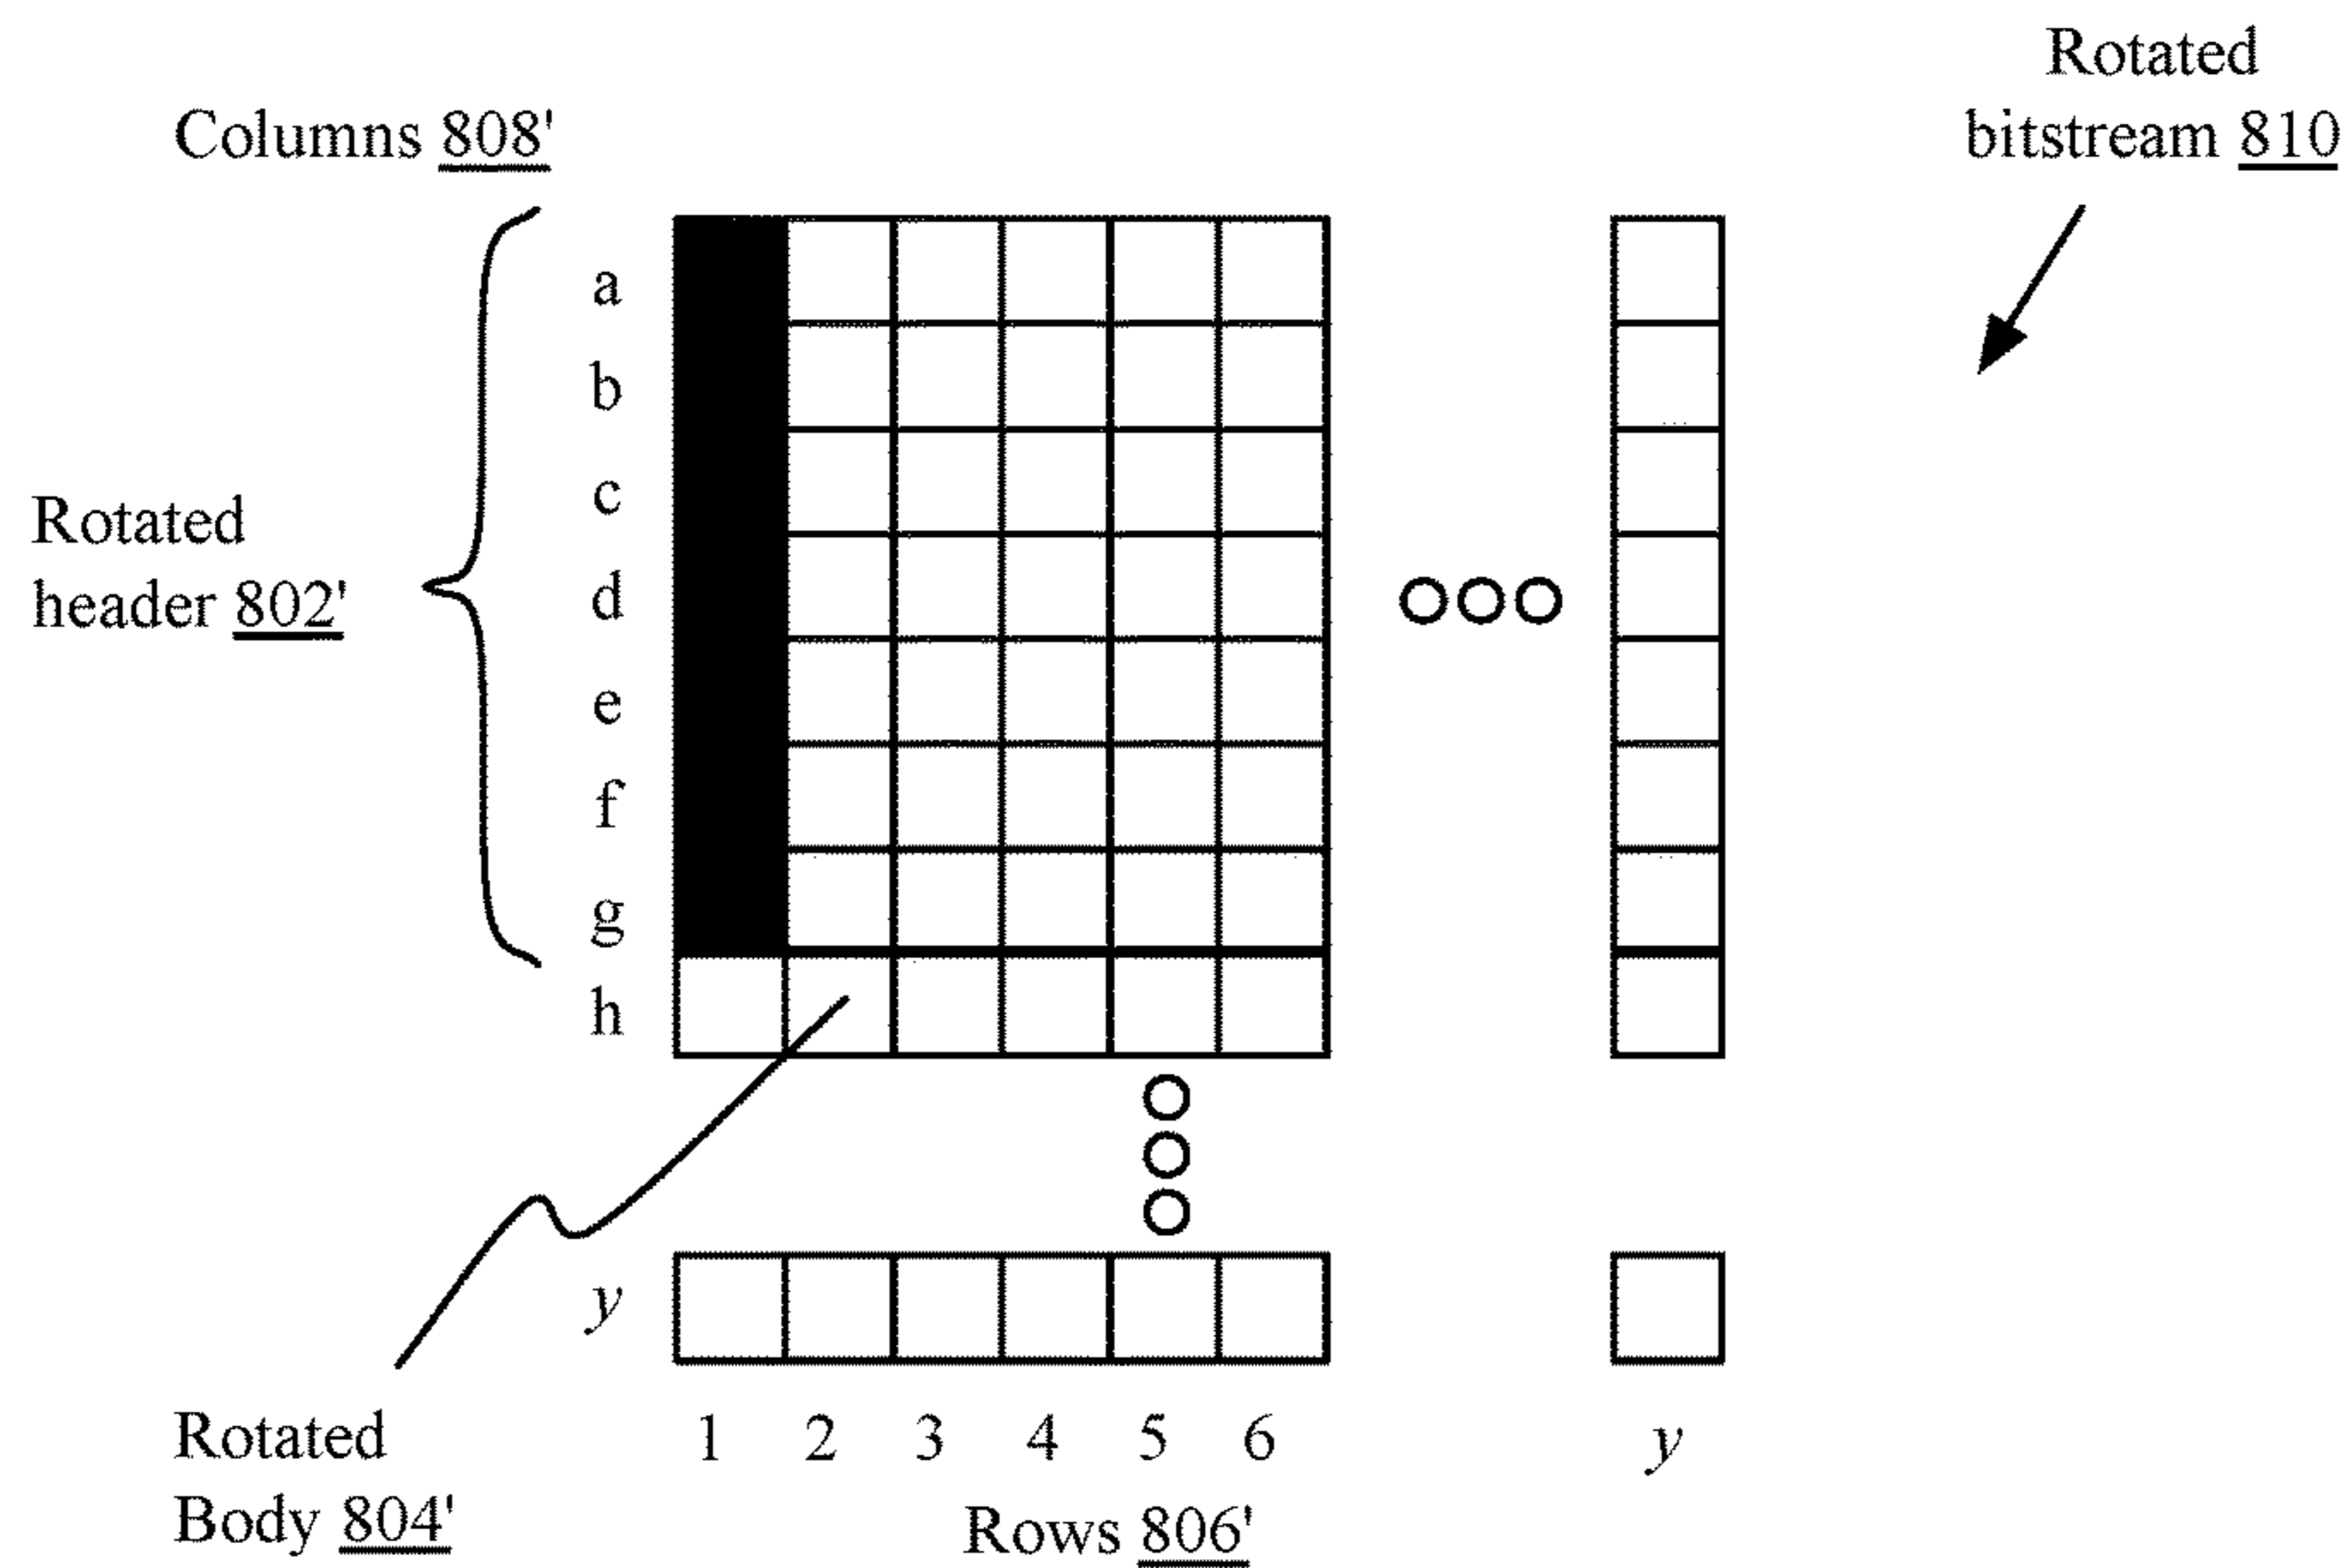 Rotated
bitstream 810
Columns 808'
a
b
c
d
e
f
g
h
Rotated
header 802'
y
1 2 3 4 5 6 y
Rotated
Body 804'
Rows 806'